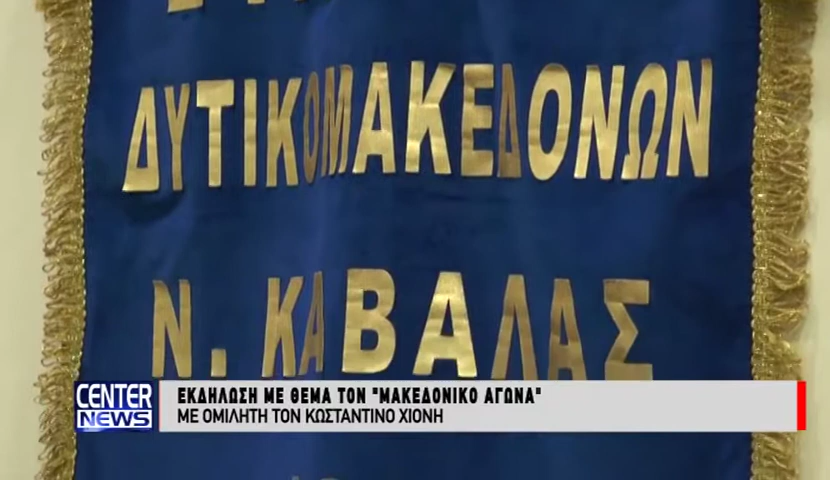 ΔΥΤΙΚΟΜΑΚΕΔΟΝΩΝ
Ν. ΚΑΒΑΛΑΣ
CENTER
NEWS
ΕΚΔΗΛΩΣΗ ΜΕ ΘΕΜΑ ΤΟΝ "ΜΑΚΕΔΟΝΙΚΟ ΑΓΩΝΑ"
ΜΕ ΟΜΙΛΗΤΗ ΤΟΝ ΚΩΣΤΑΝΤΙΝΟ ΧΙΟΝΗ